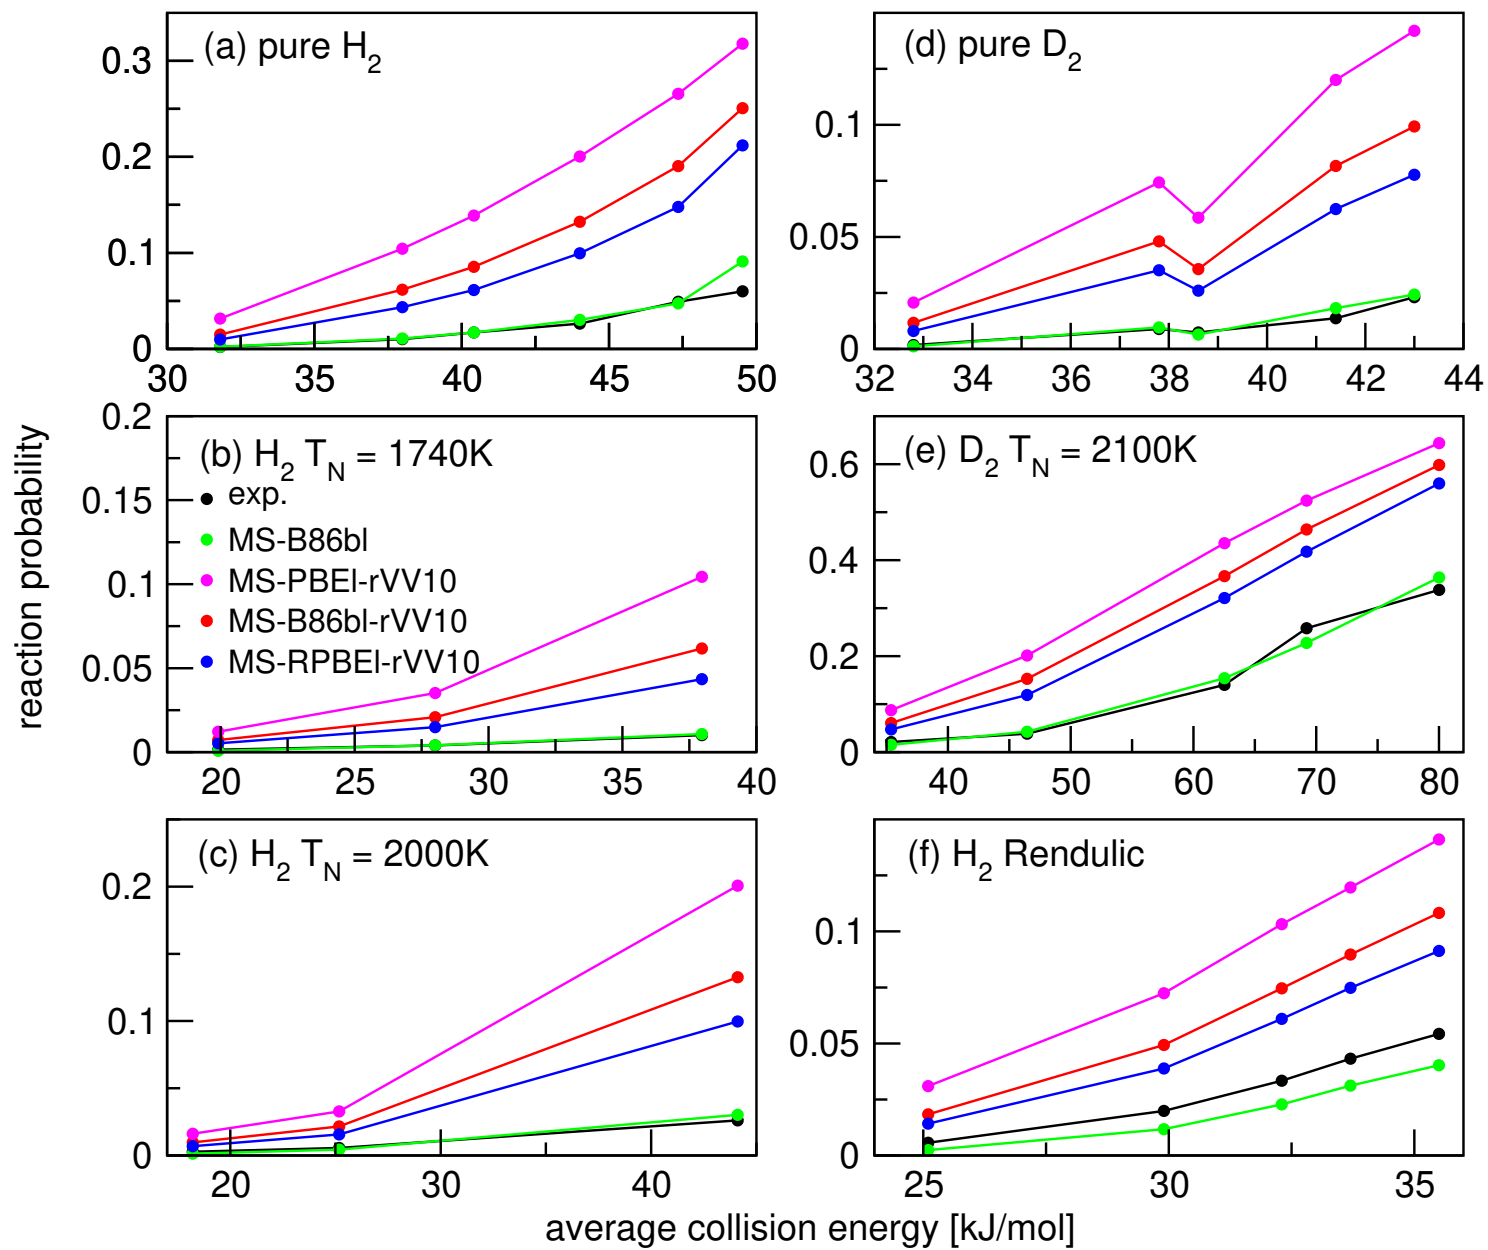 reaction probability
(a) pure H2
0.3
0.2
0.1
0
30 35 40 45 50
(b) H2 TN = 1740K
exp.
MS-B86bl
MS-PBEl-rVV10
MS-B86bl-rVV10
MS-RPBEl-rVV10
0.2
0.15
0.1
0.05
0
20 25 30 35 40
(c) H2 TN = 2000K
0.2
0.1
0
20 30 40
(d) pure D2
0.1
0.05
0
32 34 36 38 40 42 44
(e) D2 TN = 2100K
0.6
0.4
0.2
0
40 50 60 70 80
(f) H2 Rendulic
0.1
0.05
0
25 30 35
average collision energy [kJ/mol]